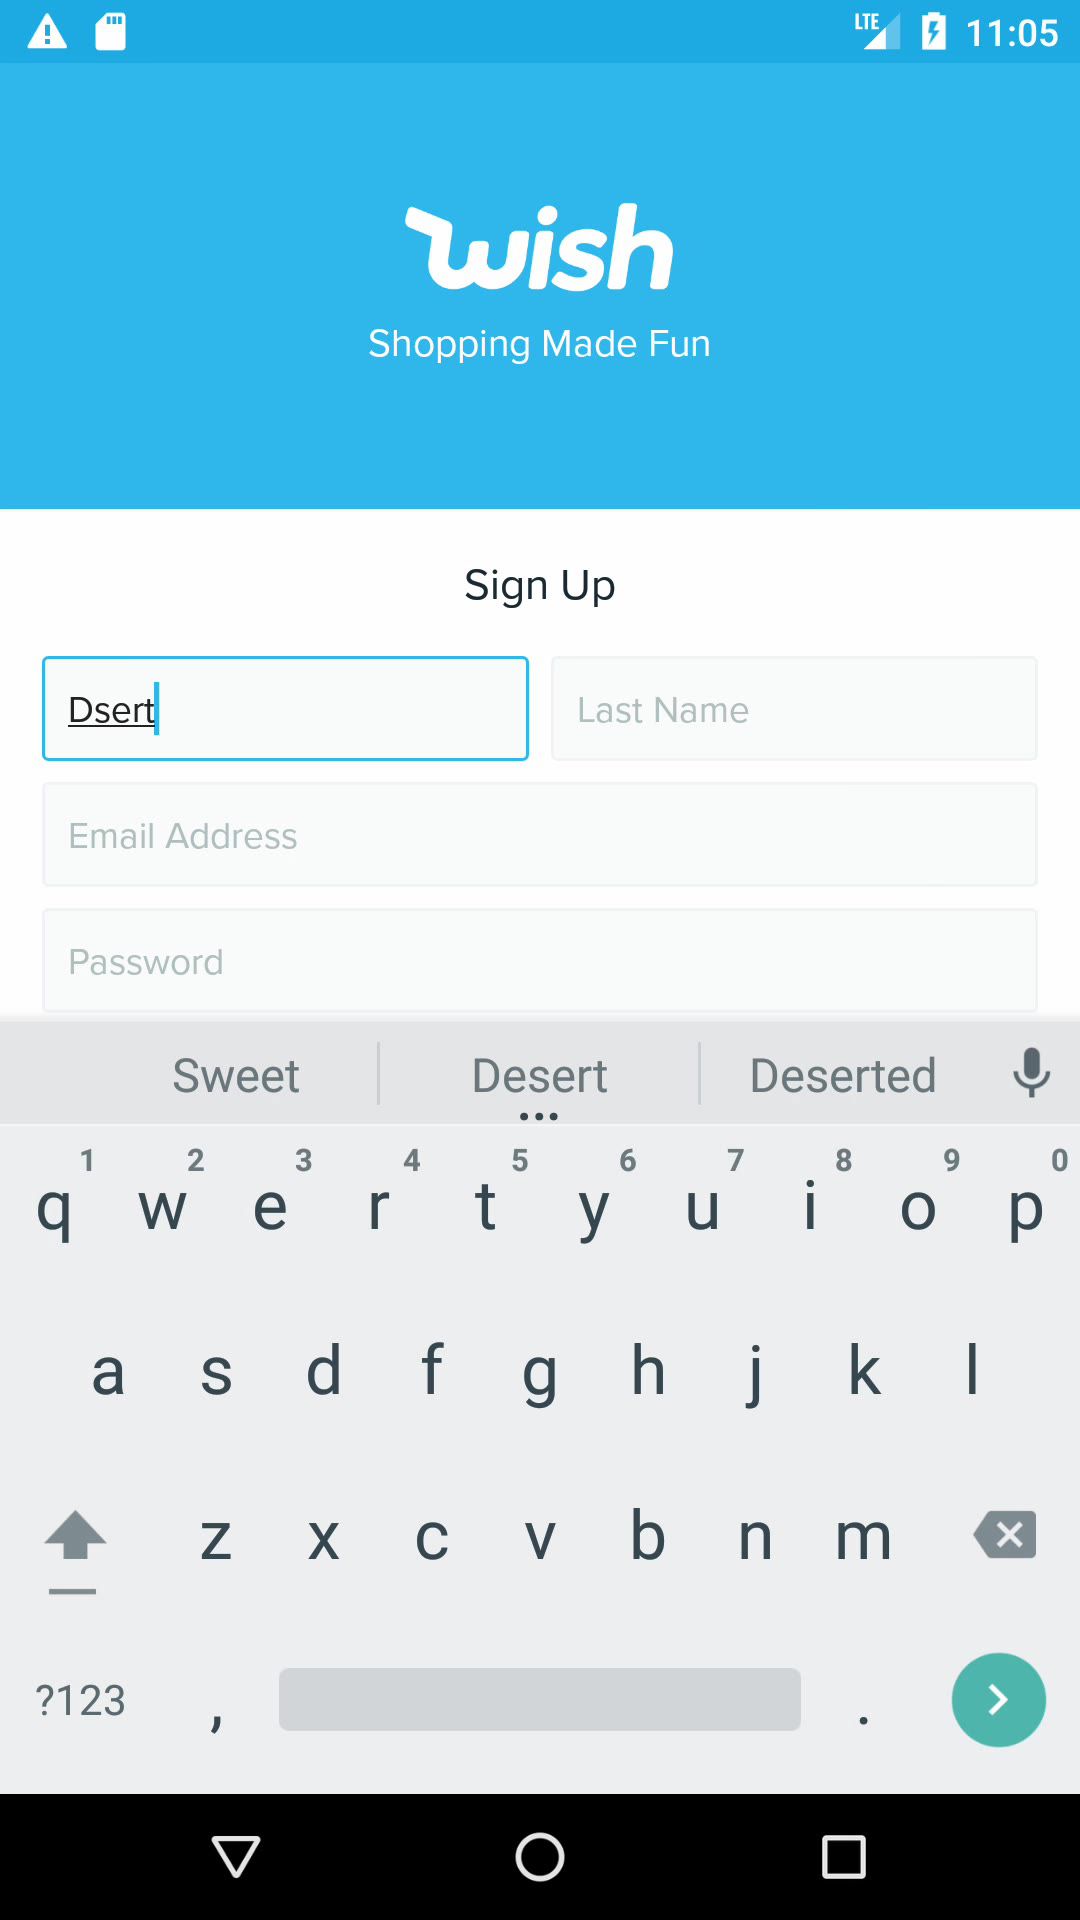 LTE 11:05
wish
Shopping Made Fun
Sign Up
Dsert Last Name
Email Address
Password
Sweet Desert Deserted
1 2 3 4 5 6 7 8 9 0
q w e r t y u i o p
a s d f g h j k l
z x c v b n m
?123 , .